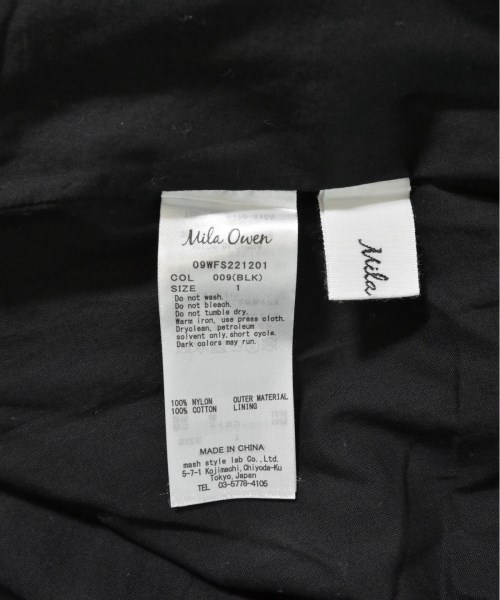 Mila Owen
09WFS221201
COL 009(BLK)
SIZE 1
Do not wash.
Do not bleach.
Do not tumble dry.
Warm iron, use press cloth.
Dryclean, petroleum
solvent only, short cycle.
Dark colors may run.
100% NYLON OUTER MATERIAL
100% COTTON LINING
MADE IN CHINA
mash style lab Co.,Ltd.
5-7-1 Kojimachi, Chiyoda-Ku
Tokyo, Japan
TEL 03-5778-4105
Mila